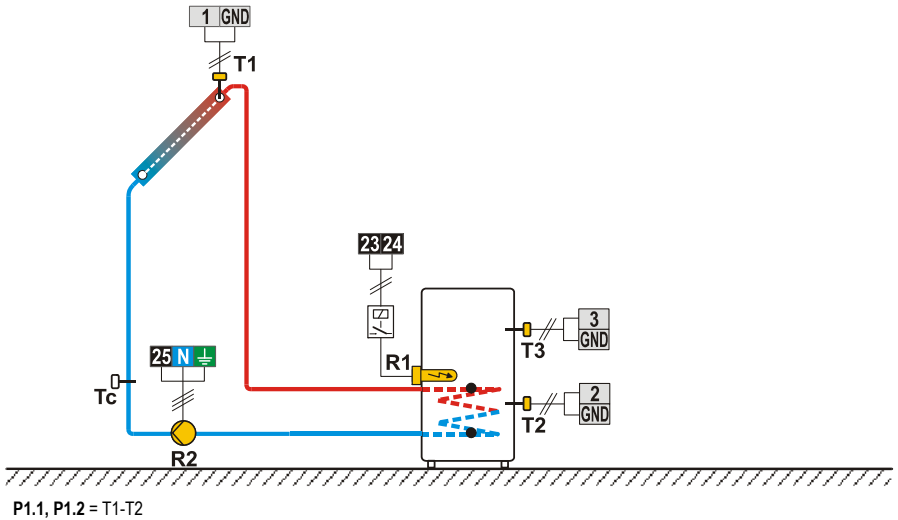 1 GND
T1
23 24
3
GND
T3
R1
25 N
2
GND
Tc
T2
R2
P1.1, P1.2 = T1-T2